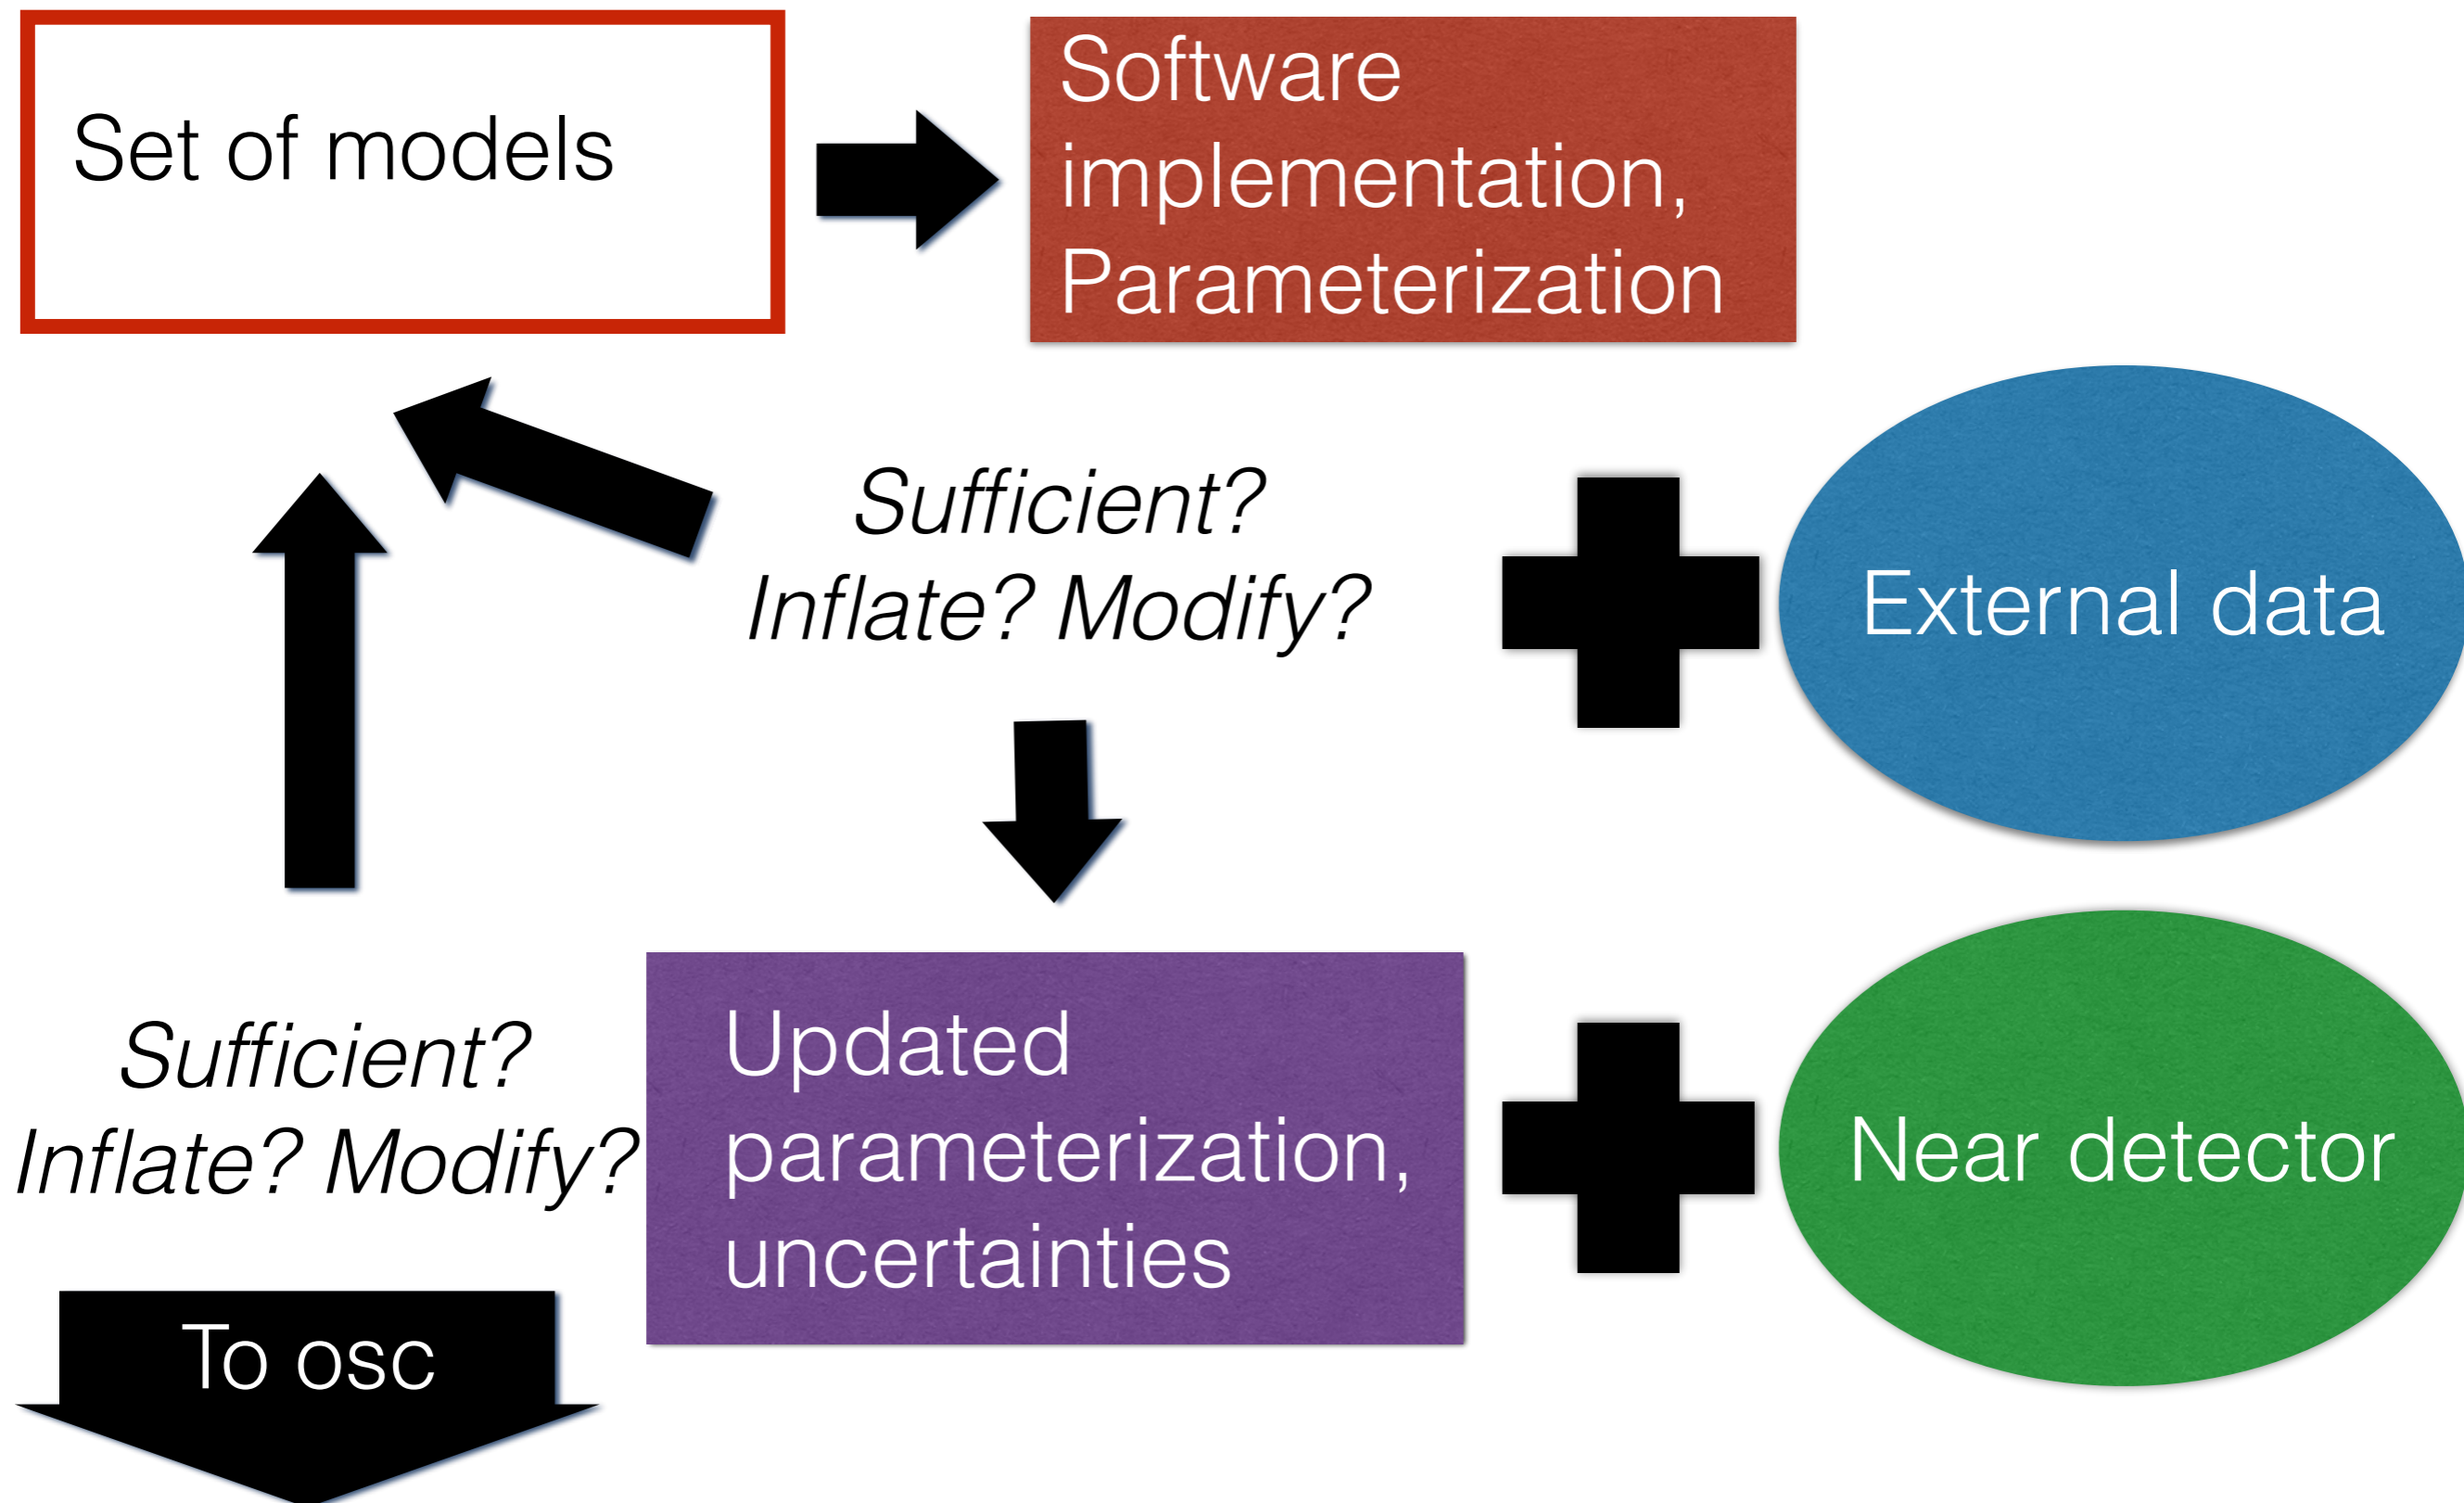 Set of models
Software
implementation,
Parameterization
Sufficient?
Inflate? Modify?
External data
Sufficient?
Inflate? Modify?
Updated
parameterization,
uncertainties
Near detector
To osc